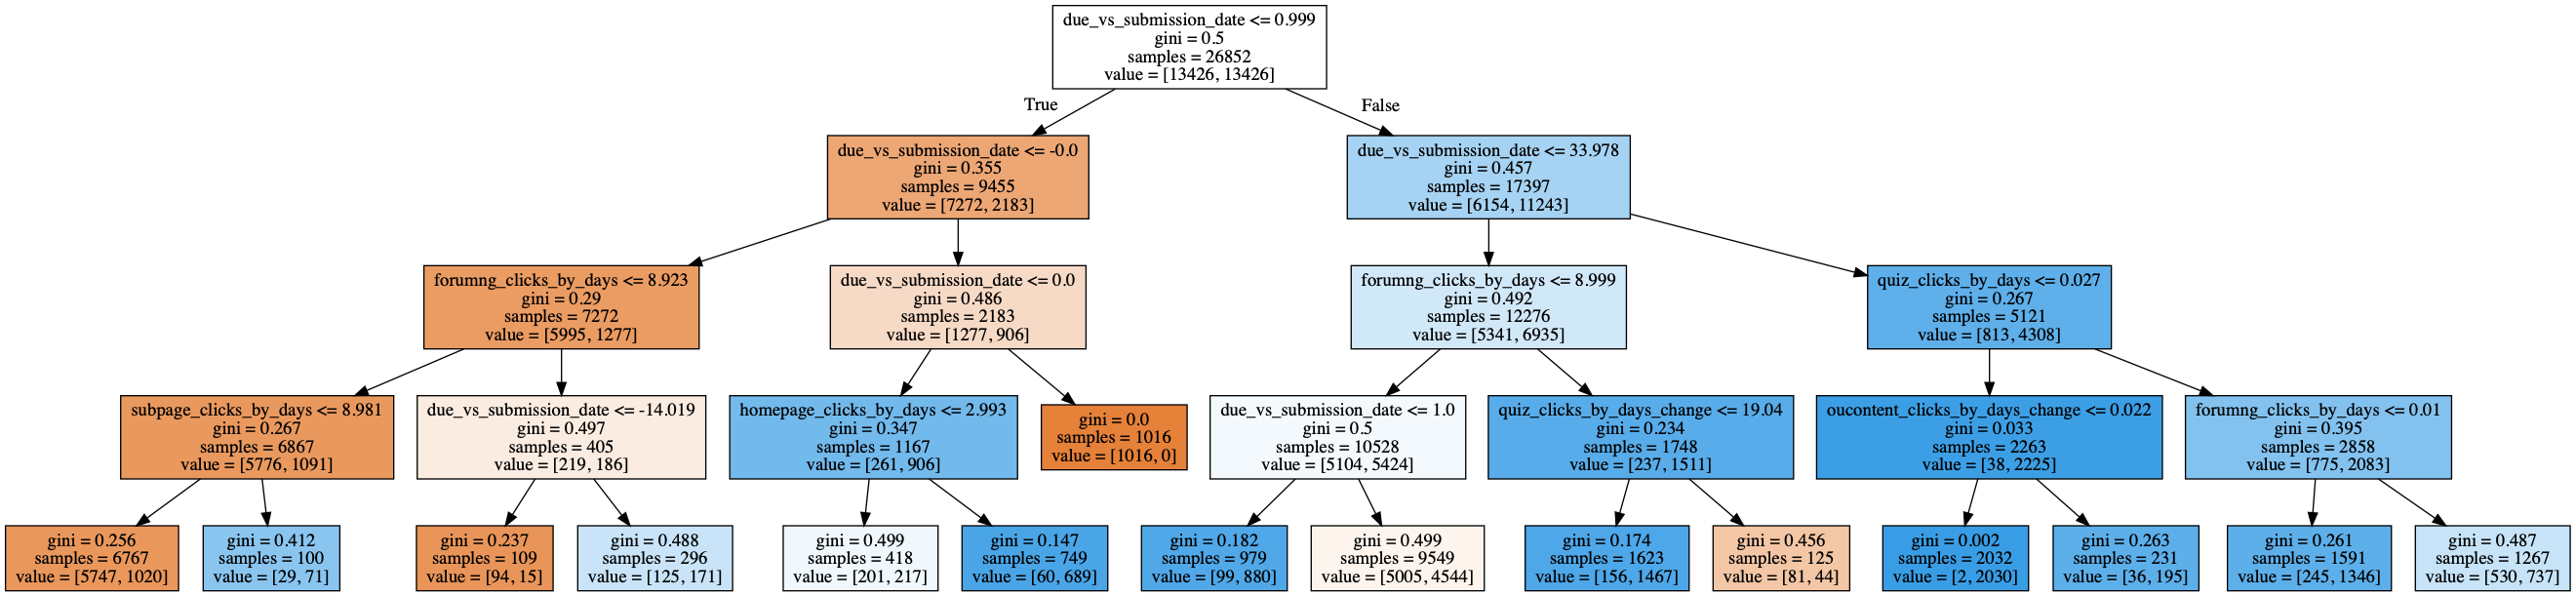 due_vs_submission_date <= 0.999
gini = 0.5
samples = 26852
value = [13426, 13426]
True
False
due_vs_submission_date <= -0.0
gini = 0.355
samples = 9455
value = [7272, 2183]
due_vs_submission_date <= 33.978
gini = 0.457
samples = 17397
value = [6154, 11243]
forumng_clicks_by_days <= 8.923
gini = 0.29
samples = 7272
value = [5995, 1277]
due_vs_submission_date <= 0.0
gini = 0.486
samples = 2183
value = [1277, 906]
forumng_clicks_by_days <= 8.999
gini = 0.492
samples = 12276
value = [5341, 6935]
quiz_clicks_by_days <= 0.027
gini = 0.267
samples = 5121
value = [813, 4308]
subpage_clicks_by_days <= 8.981
gini = 0.267
samples = 6867
value = [5776, 1091]
due_vs_submission_date <= -14.019
gini = 0.497
samples = 405
value = [219, 186]
homepage_clicks_by_days <= 2.993
gini = 0.347
samples = 1167
value = [261, 906]
gini = 0.0
samples = 1016
value = [1016, 0]
due_vs_submission_date <= 1.0
gini = 0.5
samples = 10528
value = [5104, 5424]
quiz_clicks_by_days_change <= 19.04
gini = 0.234
samples = 1748
value = [237, 1511]
oucontent_clicks_by_days_change <= 0.022
gini = 0.033
samples = 2263
value = [38, 2225]
forumng_clicks_by_days <= 0.01
gini = 0.395
samples = 2858
value = [775, 2083]
gini = 0.256
samples = 6767
value = [5747, 1020]
gini = 0.412
samples = 100
value = [29, 71]
gini = 0.237
samples = 109
value = [94, 15]
gini = 0.488
samples = 296
value = [125, 171]
gini = 0.499
samples = 418
value = [201, 217]
gini = 0.147
samples = 749
value = [60, 689]
gini = 0.182
samples = 979
value = [99, 880]
gini = 0.499
samples = 9549
value = [5005, 4544]
gini = 0.174
samples = 1623
value = [156, 1467]
gini = 0.456
samples = 125
value = [81, 44]
gini = 0.002
samples = 2032
value = [2, 2030]
gini = 0.263
samples = 231
value = [36, 195]
gini = 0.261
samples = 1591
value = [245, 1346]
gini = 0.487
samples = 1267
value = [530, 737]